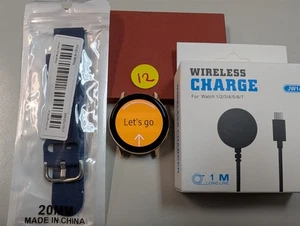 12
Let's go
20MM
MADE IN CHINA
WIRELESS
CHARGE
For Watch 1/2/3/4/5/6/7
1 M